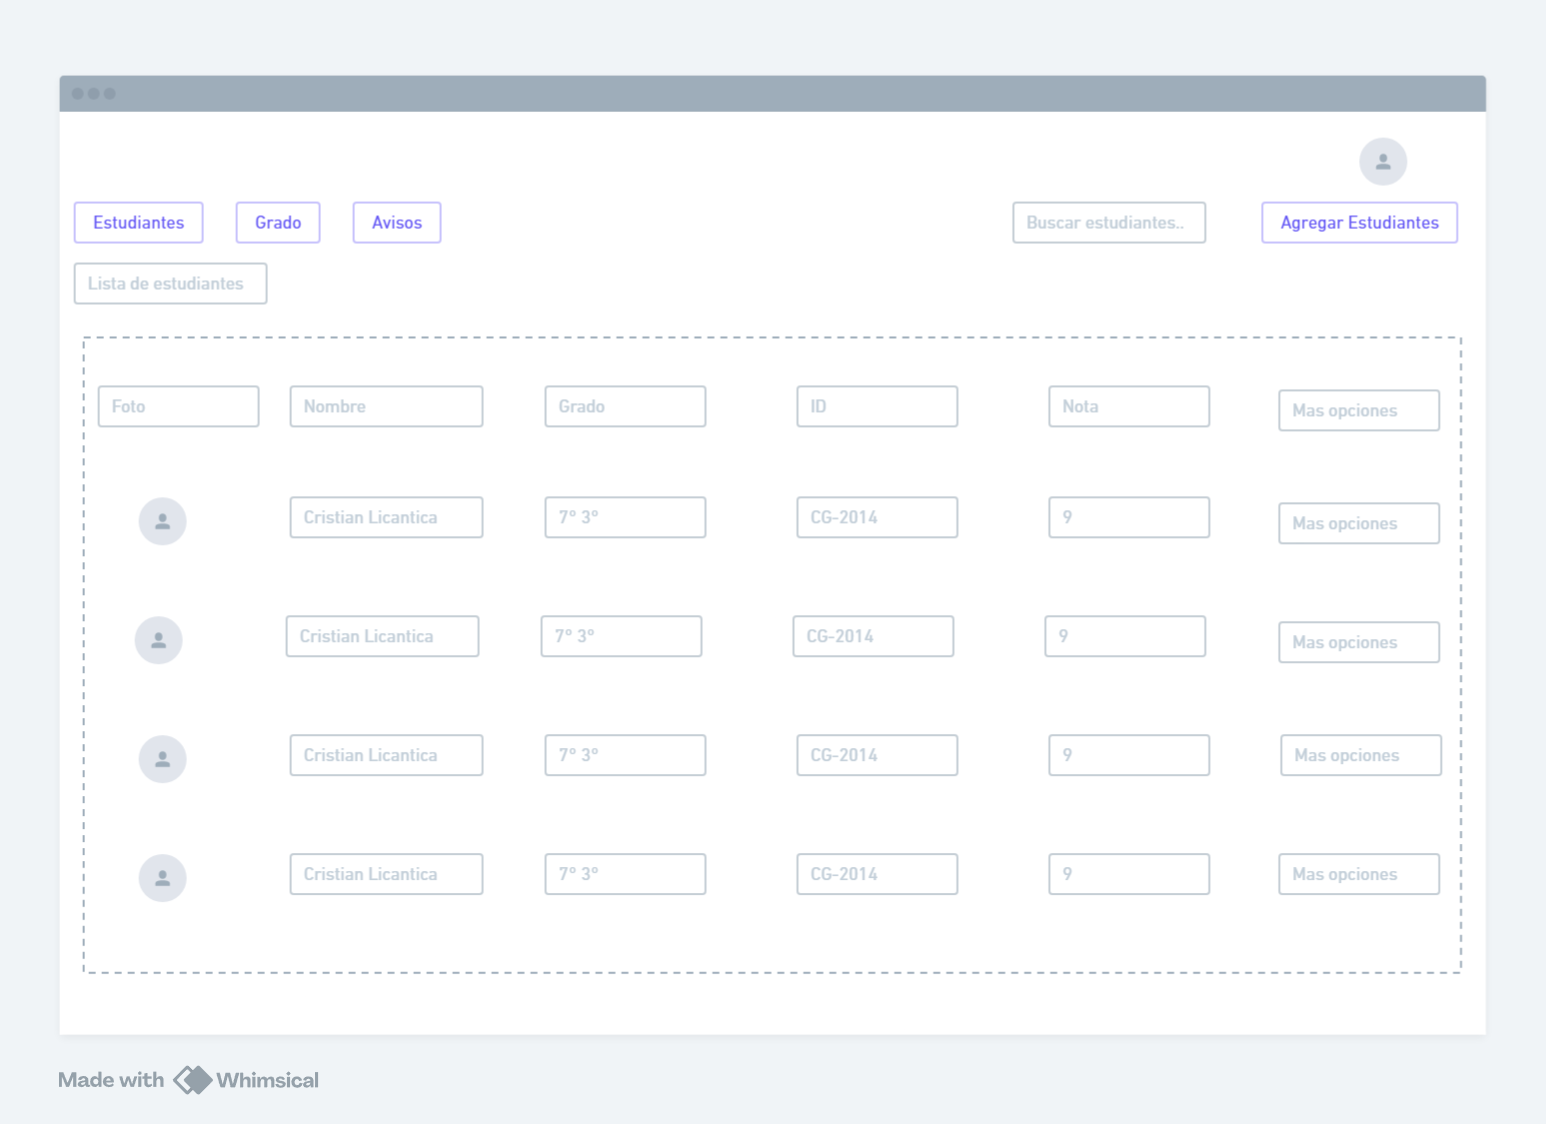 Estudiantes Grado Avisos Buscar estudiantes.. Agregar Estudiantes
Lista de estudiantes
Foto Nombre Grado ID Nota Mas opciones
Cristian Licantica 7° 3° CG-2014 9 Mas opciones
Cristian Licantica 7° 3° CG-2014 9 Mas opciones
Cristian Licantica 7° 3° CG-2014 9 Mas opciones
Cristian Licantica 7° 3° CG-2014 9 Mas opciones
Made with Whimsical